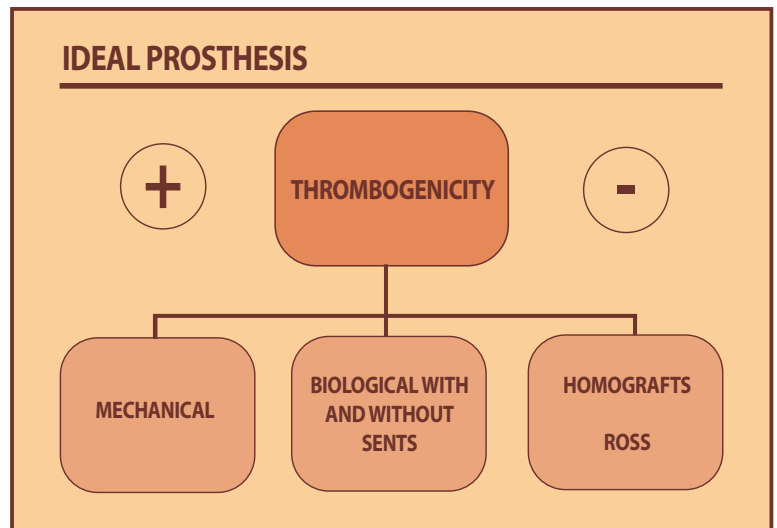 IDEAL PROSTHESIS
+
THROMBOGENICITY
-
MECHANICAL
BIOLOGICAL WITH
AND WITHOUT
SENTS
HOMOGRAFTS
ROSS